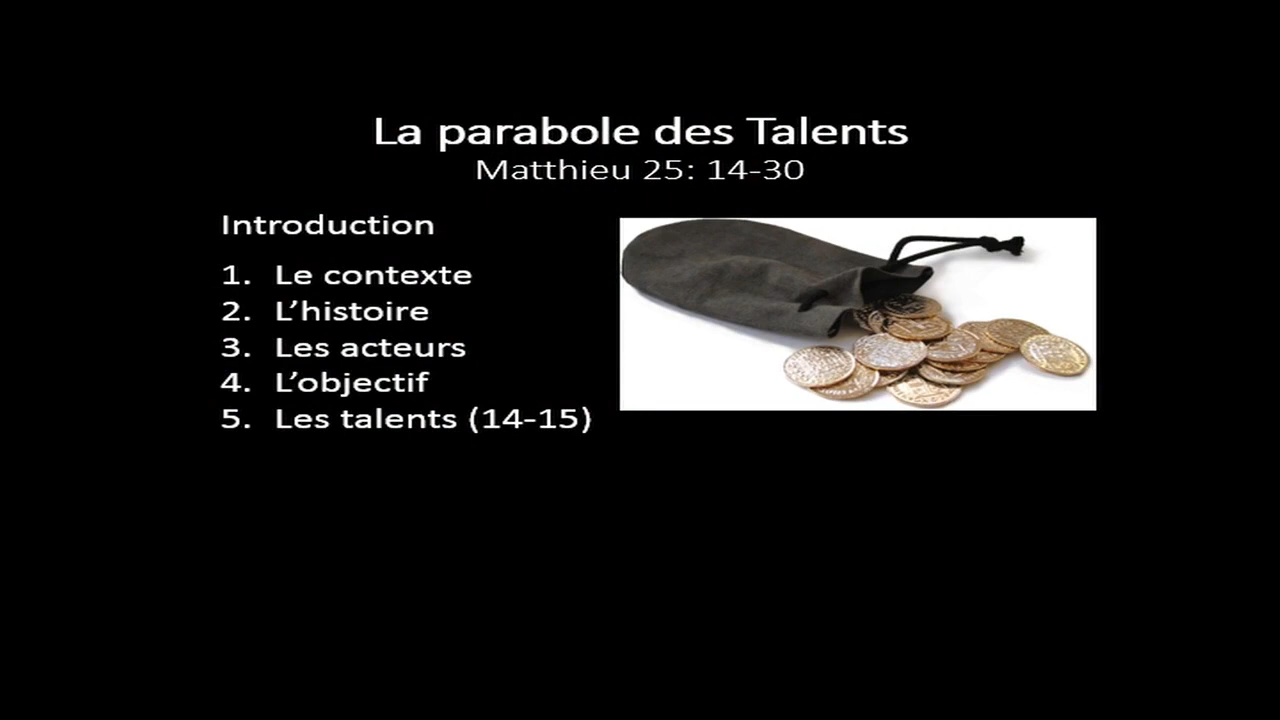 La parabole des Talents
Matthieu 25: 14-30
Introduction
1. Le contexte
2. L’histoire
3. Les acteurs
4. L’objectif
5. Les talents (14-15)